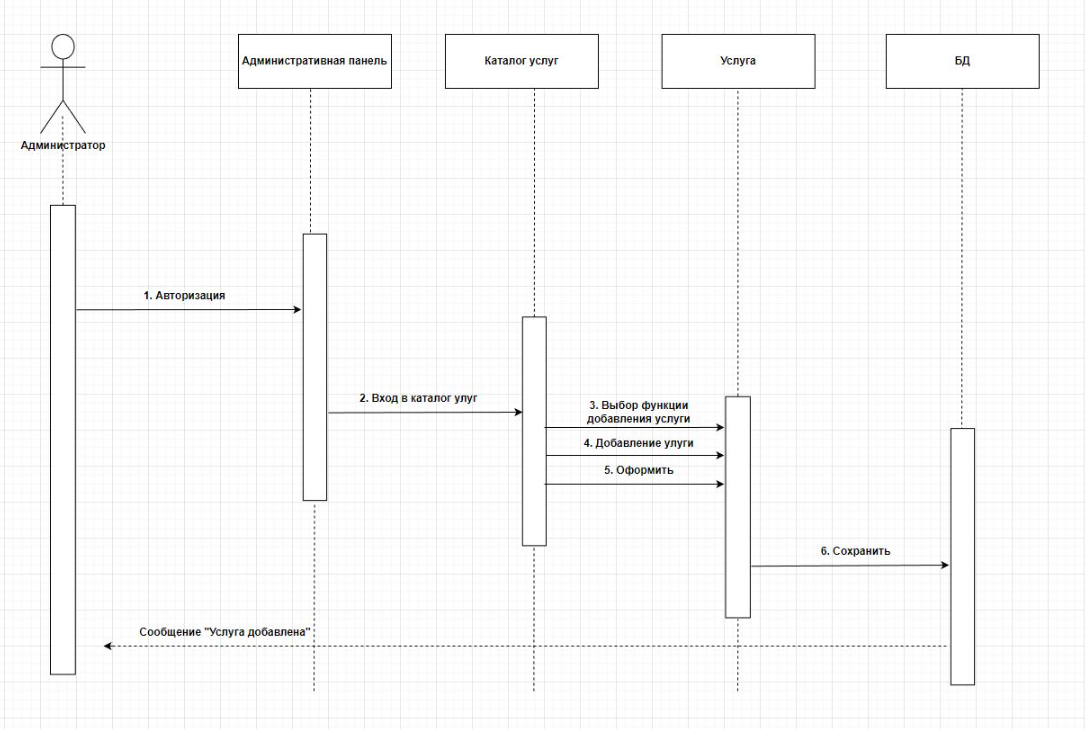 Административная панель
Каталог услуг
Услуга
БД
Администратор
1. Авторизация
2. Вход в каталог улуг
3. Выбор функции
добавления услуги
4. Добавление улуги
5. Оформить
6. Сохранить
Сообщение "Услуга добавлена"